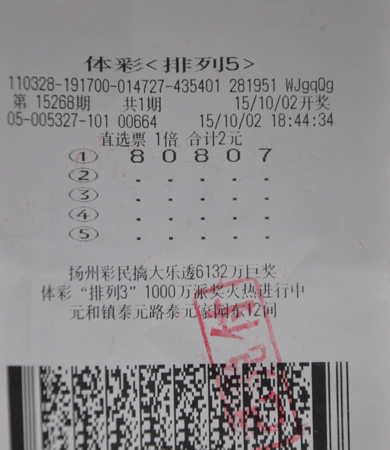 体彩<排列5>
110328-191700-014727-435401 281951 WJgqQg
第 15268期 共1期 15/10/02开奖
05-005327-101 00664 15/10/02 18:44:34
直选票 1倍 合计2元
① 8 0 8 0 7
② . . . . .
③ . . . . .
④ . . . . .
⑤ . . . . .
扬州彩民擒大乐透6132万巨奖
体彩“排列3”1000万派奖火热进行中
元和镇泰元路泰元家园东12间